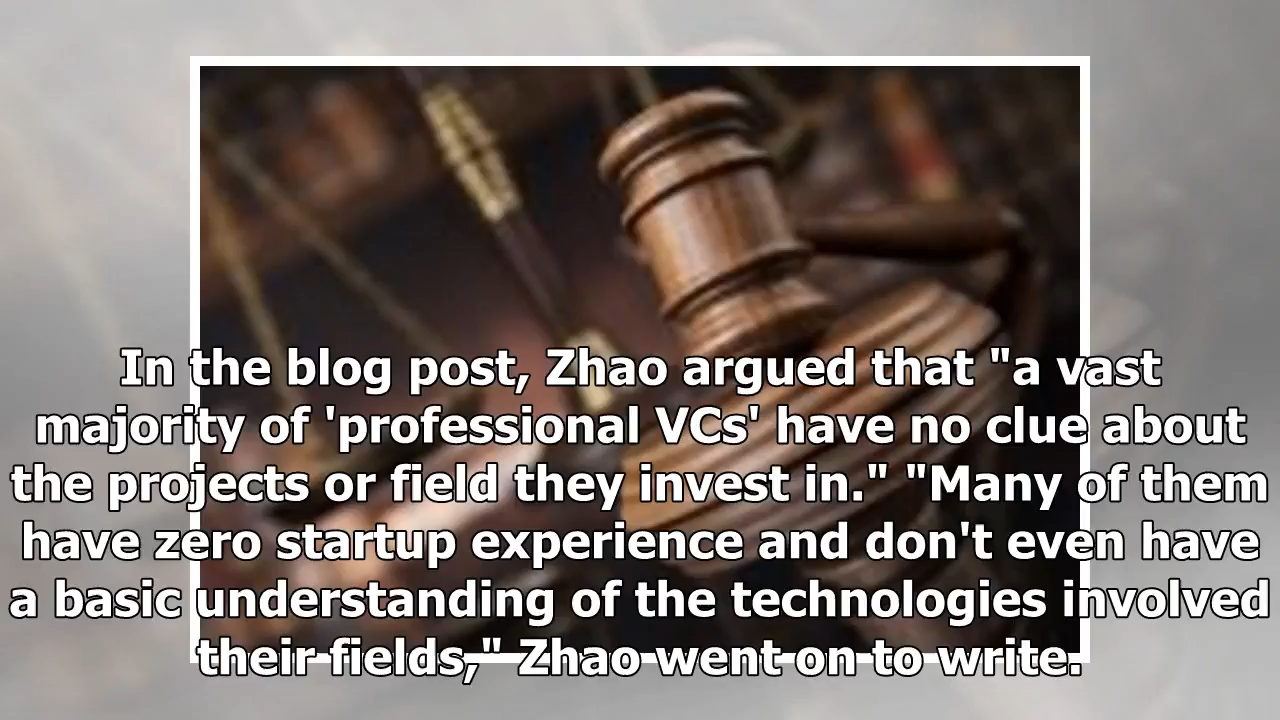 In the blog post, Zhao argued that "a vast
majority of 'professional VCs' have no clue about
the projects or field they invest in." "Many of them
have zero startup experience and don't even have
a basic understanding of the technologies involved
their fields," Zhao went on to write.